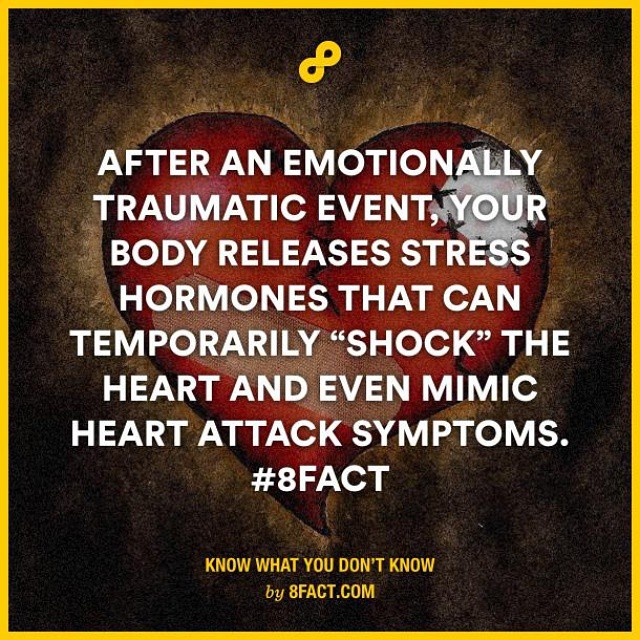 AFTER AN EMOTIONALLY
TRAUMATIC EVENT, YOUR
BODY RELEASES STRESS
HORMONES THAT CAN
TEMPORARILY “SHOCK” THE
HEART AND EVEN MIMIC
HEART ATTACK SYMPTOMS.
#8FACT
KNOW WHAT YOU DON'T KNOW
by 8FACT.COM